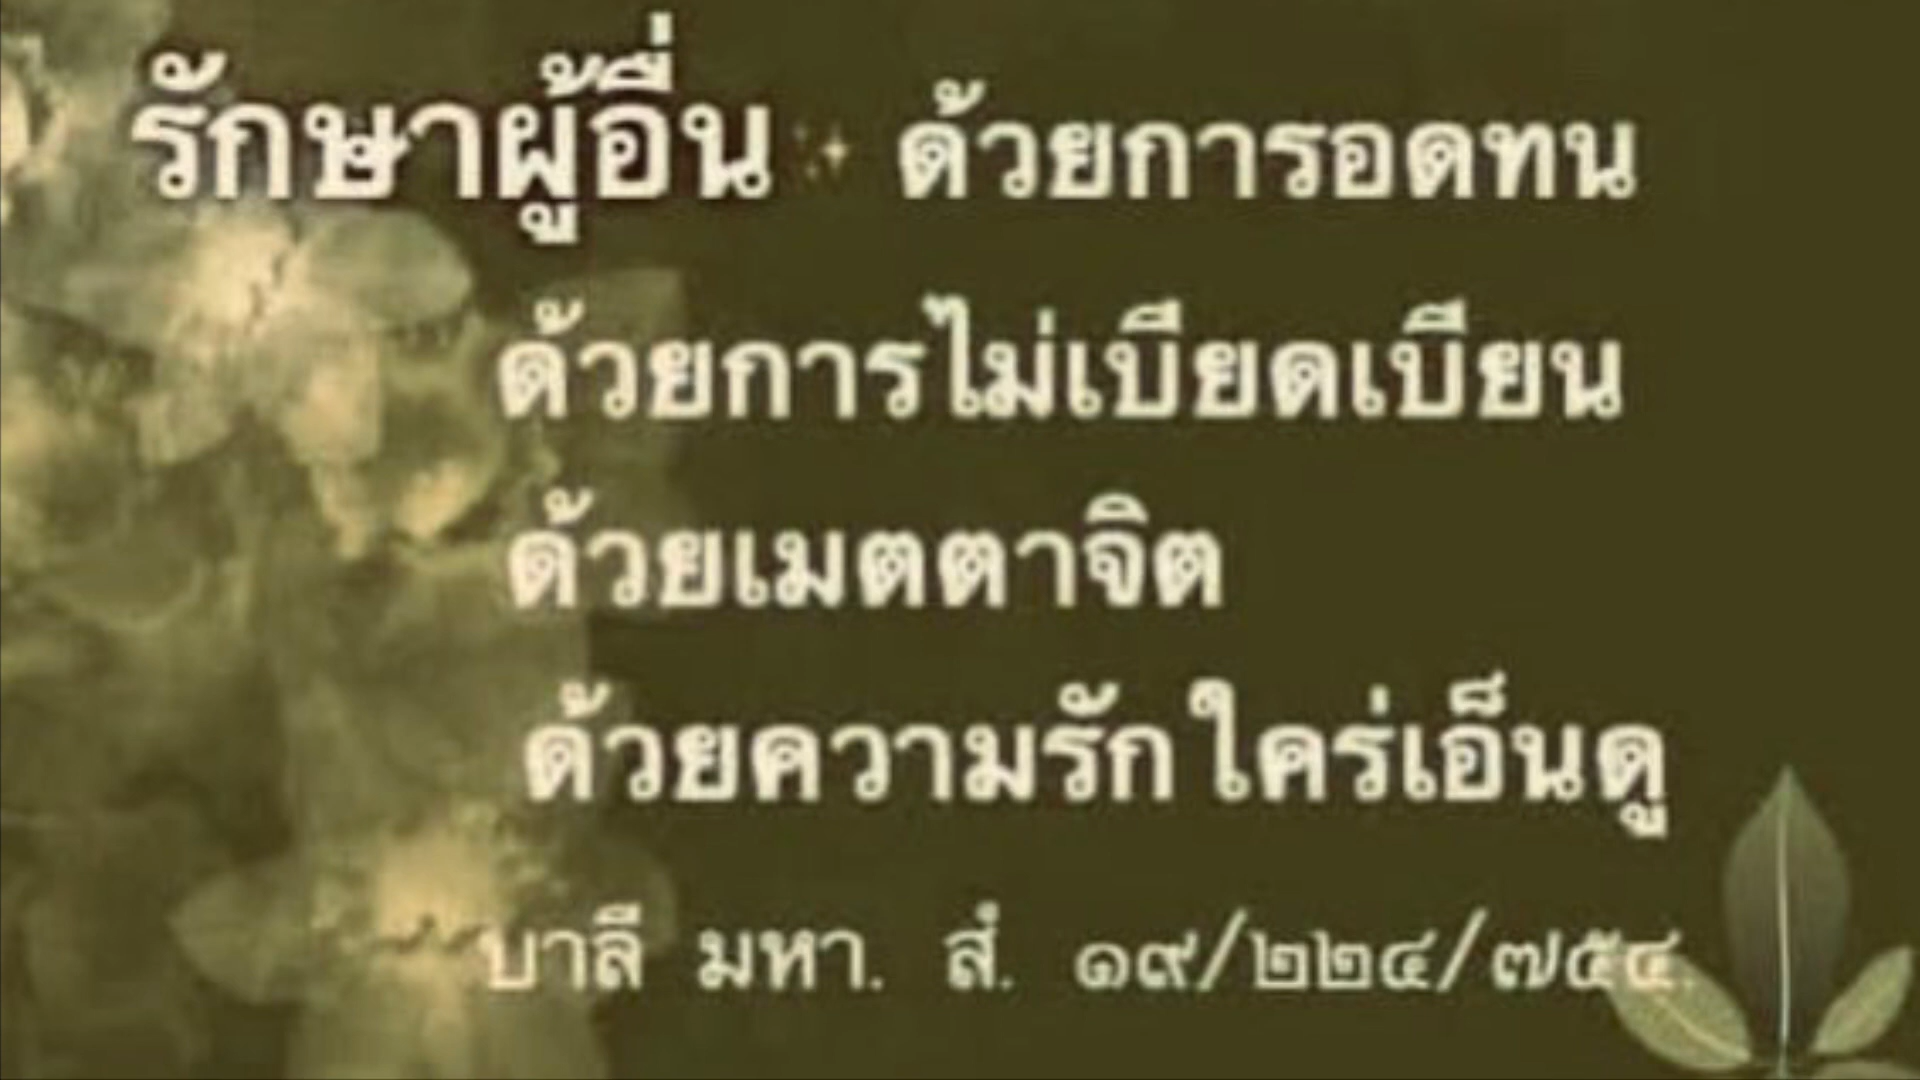 รักษาผู้อื่น ด้วยการอดทน
ด้วยการไม่เบียดเบียน
ด้วยเมตตาจิต
ด้วยความรักใคร่เอ็นดู
บาลี มหา. สํ. ๑๙/๒๒๔/๗๕๔.